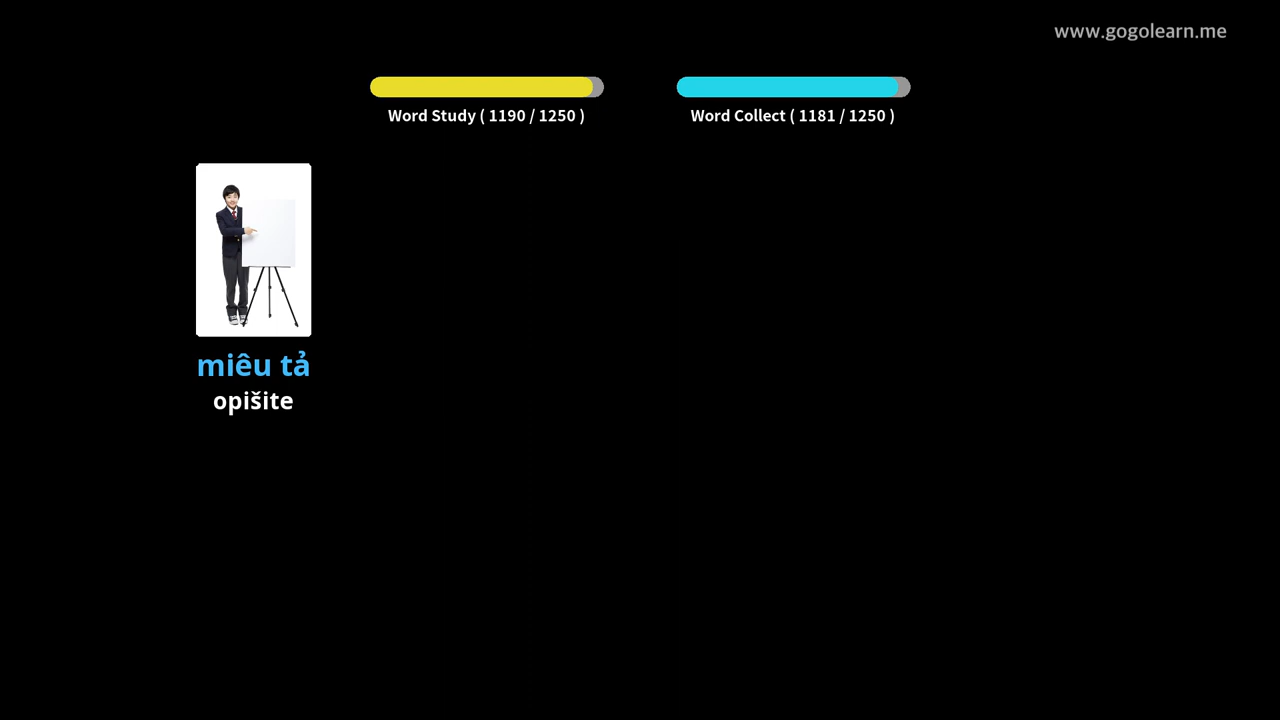 www.gogolearn.me
Word Study ( 1190 / 1250 )
Word Collect ( 1181 / 1250 )
miêu tả
opišite